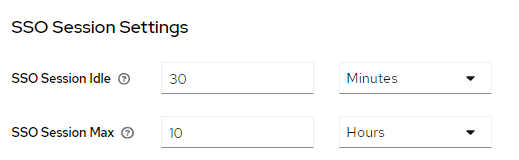 SSO Session Settings
SSO Session Idle ? 30 Minutes
SSO Session Max ? 10 Hours